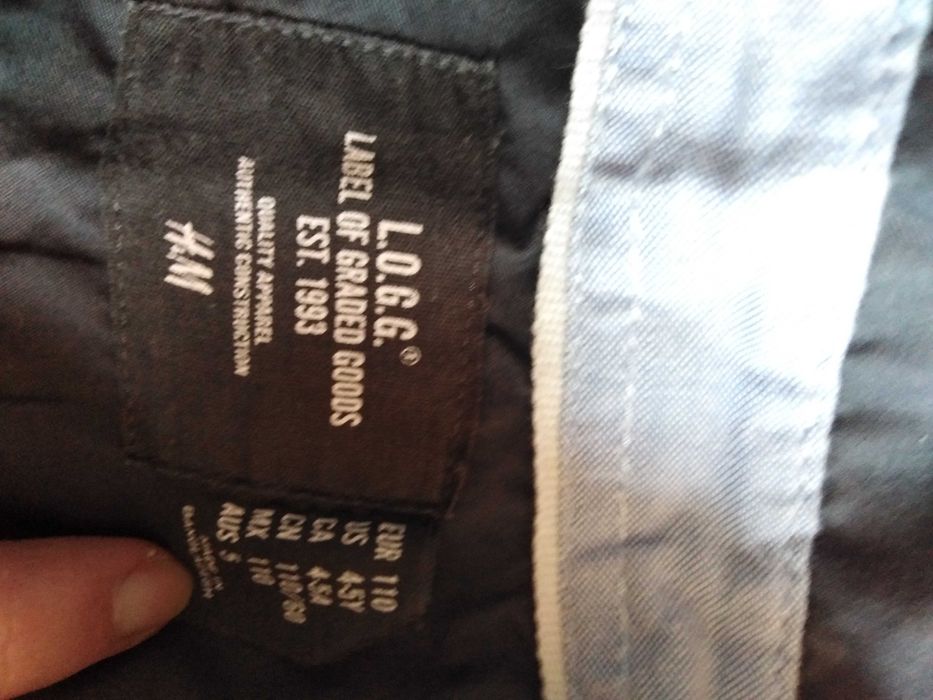 L.O.G.G.®
LABEL OF GRADED GOODS
EST. 1993
QUALITY APPAREL
AUTHENTIC CONSTRUCTION
H&M
EUR 110
US 4-5Y
CA 4-5A
CN 110/60
MX 110
AUS 5